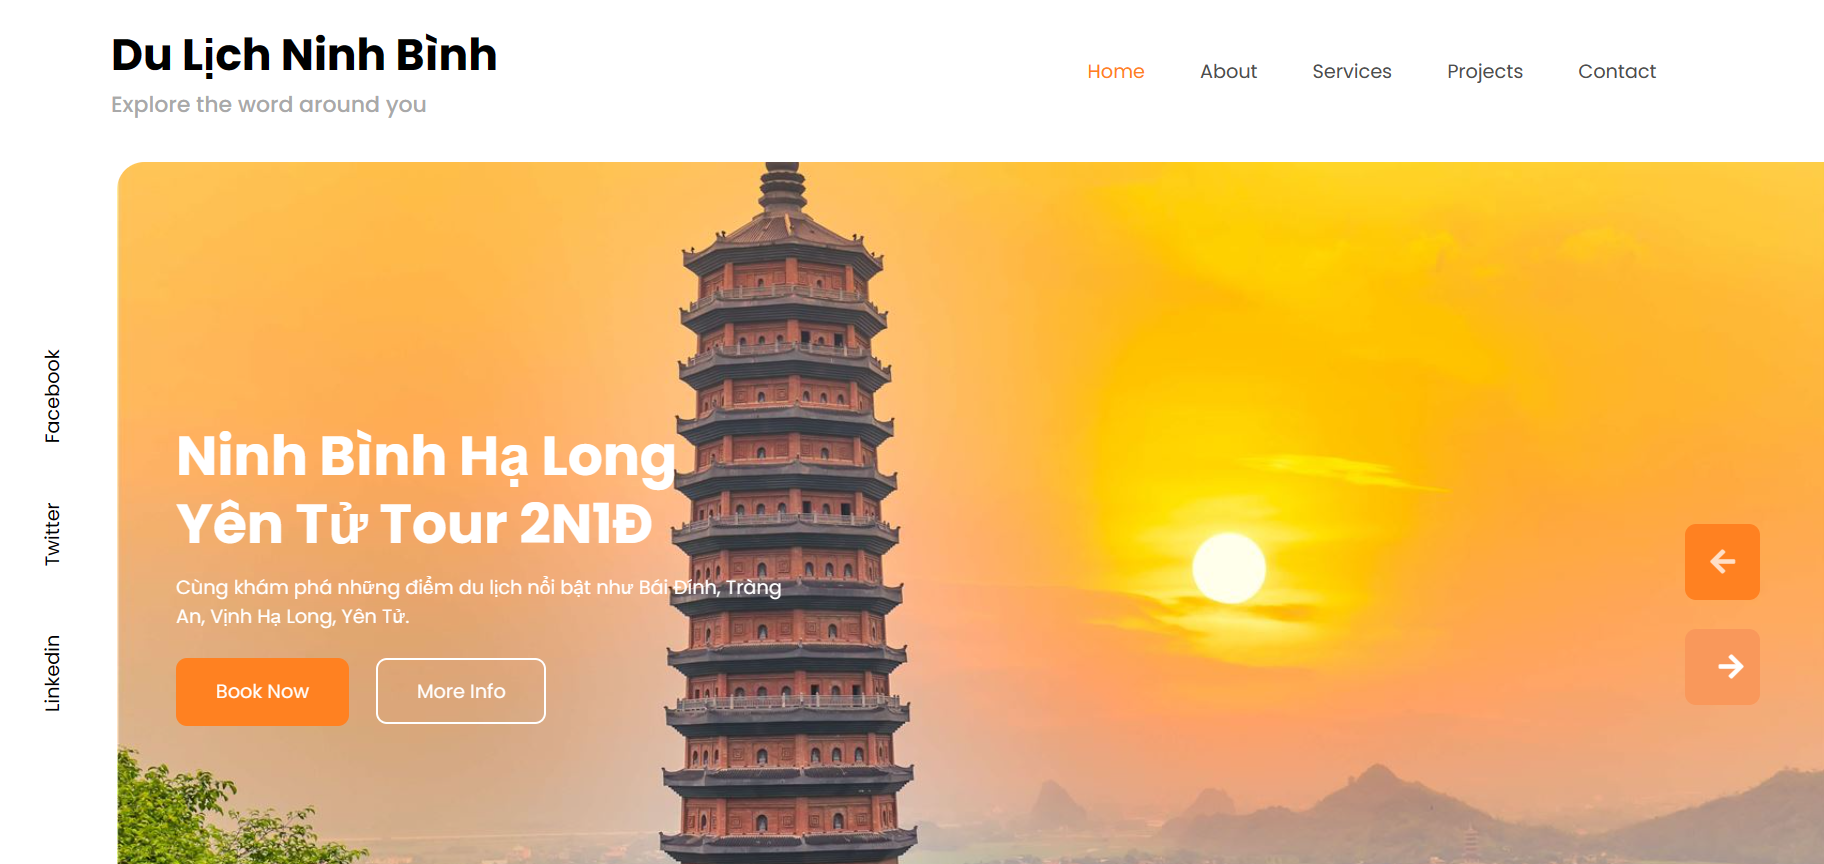 Du Lịch Ninh Bình
Explore the word around you
Home
About
Services
Projects
Contact
Facebook
Twitter
Linkedin
Ninh Bình Hạ Long
Yên Tử Tour 2N1Đ
Cùng khám phá những điểm du lịch nổi bật như Bái Đính, Tràng
An, Vịnh Hạ Long, Yên Tử.
Book Now
More Info